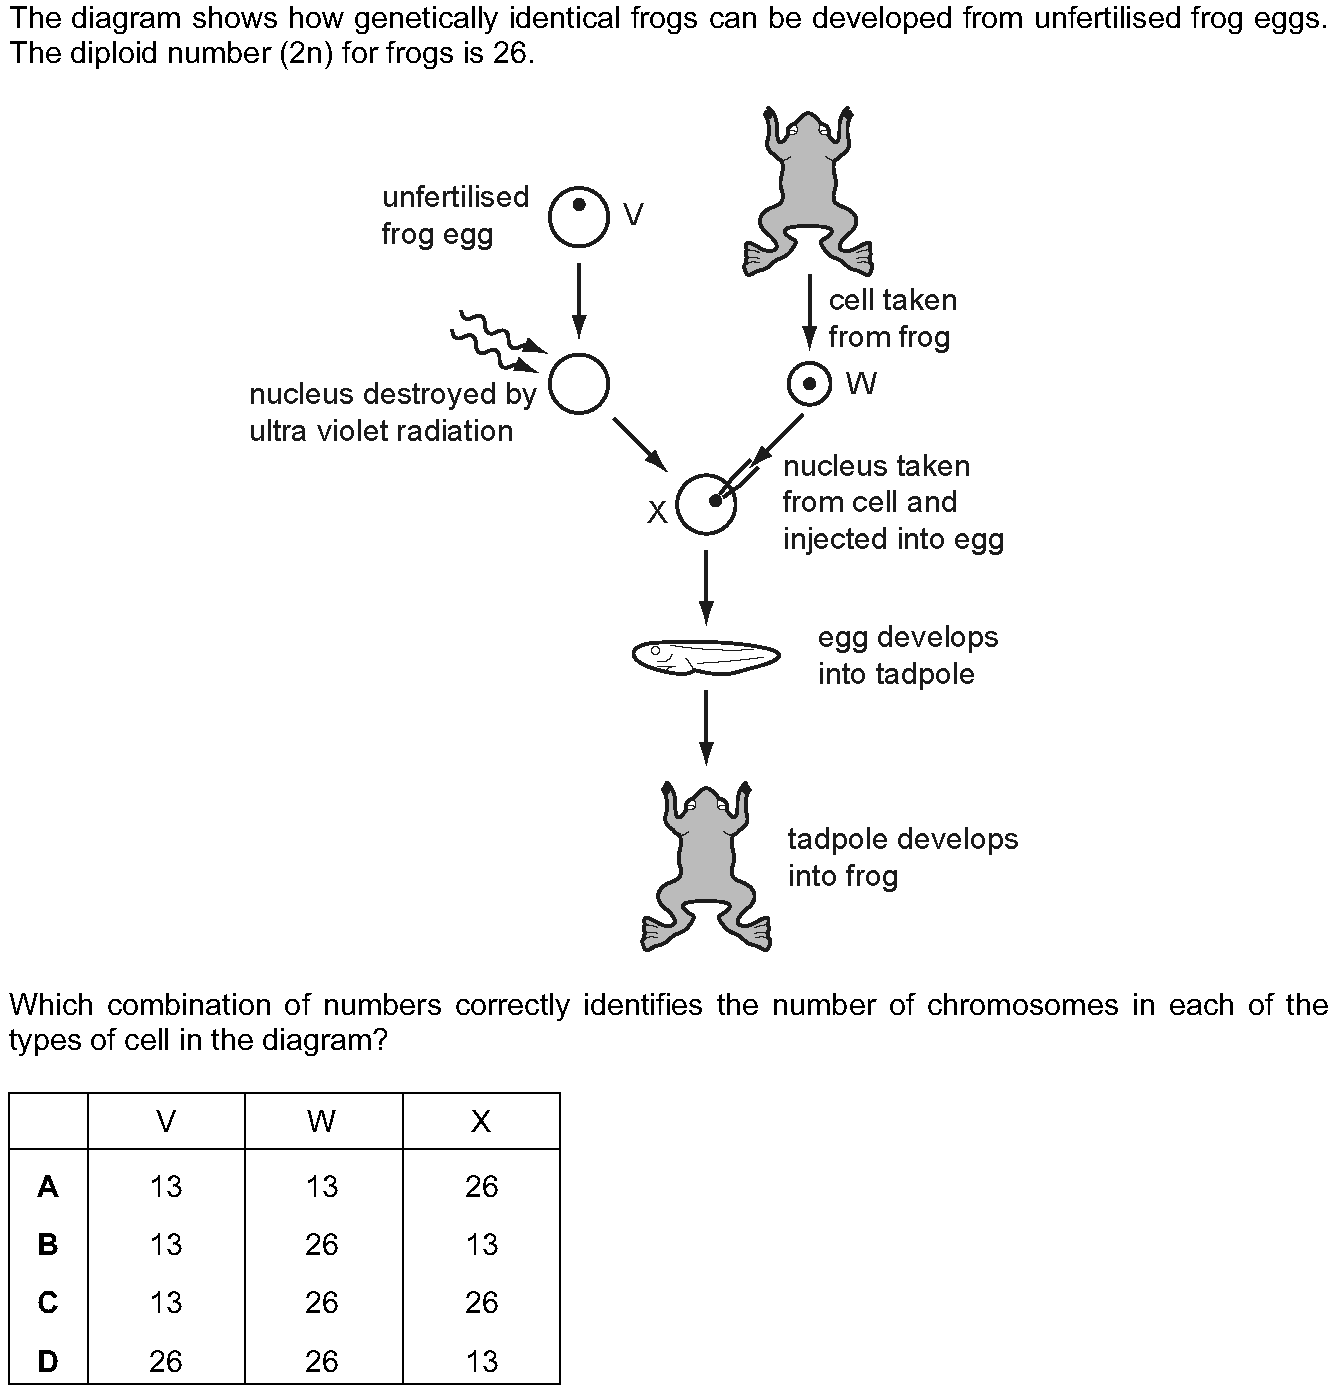 The diagram shows how genetically identical frogs can be developed from unfertilised frog eggs.
The diploid number (2n) for frogs is 26.
unfertilised
frog egg
V
cell taken
from frog
nucleus destroyed by
ultra violet radiation
W
X
nucleus taken
from cell and
injected into egg
egg develops
into tadpole
tadpole develops
into frog
Which combination of numbers correctly identifies the number of chromosomes in each of the
types of cell in the diagram?
V W X
A 13 13 26
B 13 26 13
C 13 26 26
D 26 26 13